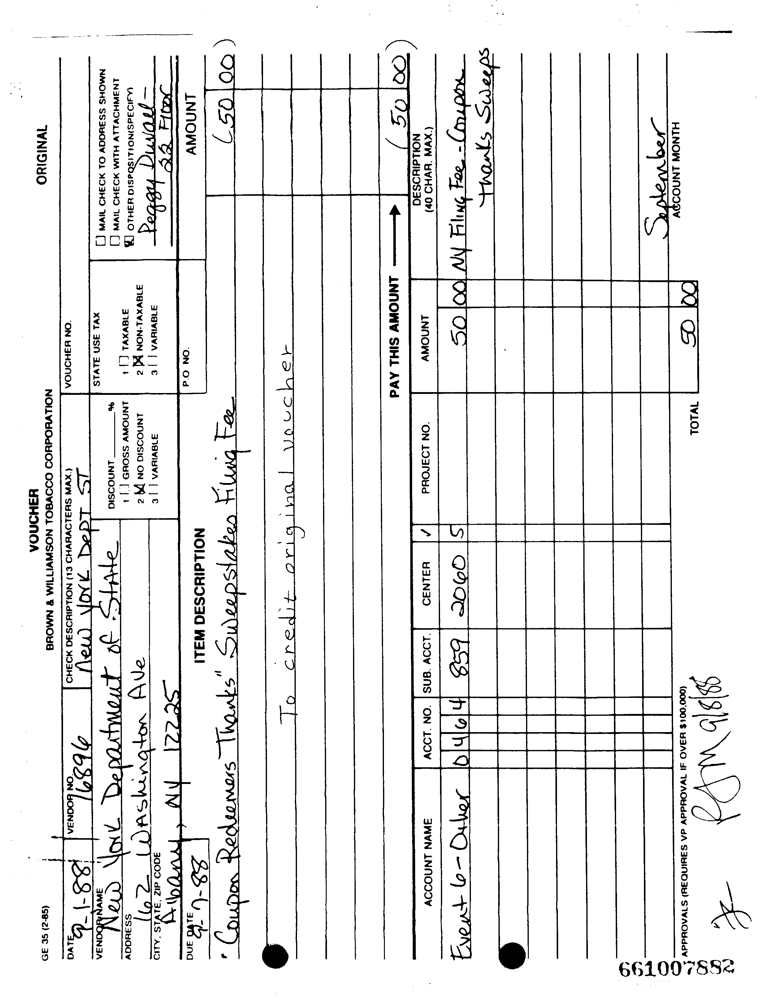 GE 35 (2-85)
VOUCHER
ORIGINAL
BROWN & WILLIAMSON TOBACCO CORPORATION
DATE 9-1-88
VENDOR NO. 16896
CHECK DESCRIPTION (13 CHARACTERS MAX.) New York Dept ST
VOUCHER NO.
VENDOR NAME New York Department of State
ADDRESS 162 Washington Ave
CITY, STATE, ZIP CODE Albany, NY 12225
DISCOUNT %
1 GROSS AMOUNT
2 NO DISCOUNT
3 VARIABLE
STATE USE TAX
1 TAXABLE
2 NON-TAXABLE
3 VARIABLE
MAIL CHECK TO ADDRESS SHOWN
MAIL CHECK WITH ATTACHMENT
OTHER DISPOSITION(SPECIFY)
Peggy Duvall -
22 Floor
DUE DATE 9-7-88
ITEM DESCRIPTION
P.O NO.
AMOUNT
"Coupon Redeemers Thanks" Sweepstakes Filing Fee (50 00)
To credit original voucher
PAY THIS AMOUNT (50 00)
ACCOUNT NAME ACCT. NO. SUB. ACCT. CENTER ✓ PROJECT NO. AMOUNT DESCRIPTION (40 CHAR. MAX.)
Event 6 - Other 0464 859 2060 5 50 00 NY Filing Fee - Coupon
Thanks Sweeps
TOTAL 50 00
September
ACCOUNT MONTH
APPROVALS (REQUIRES VP APPROVAL IF OVER $100,000)
9/8/88
661007882